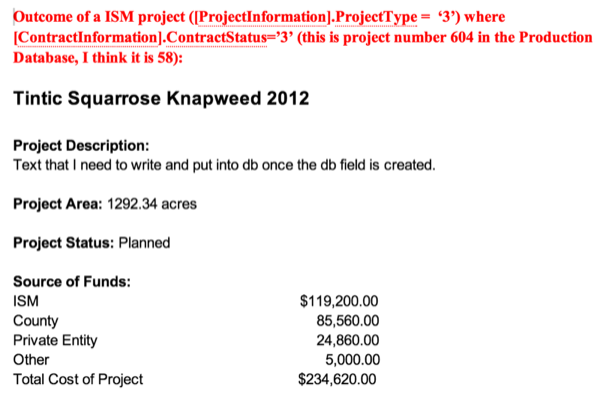 Outcome of a ISM project ([ProjectInformation].ProjectType = ‘3’) where
[ContractInformation].ContractStatus=’3’ (this is project number 604 in the Production
Database, I think it is 58):
Tintic Squarrose Knapweed 2012
Project Description:
Text that I need to write and put into db once the db field is created.
Project Area: 1292.34 acres
Project Status: Planned
Source of Funds:
ISM $119,200.00
County 85,560.00
Private Entity 24,860.00
Other 5,000.00
Total Cost of Project $234,620.00